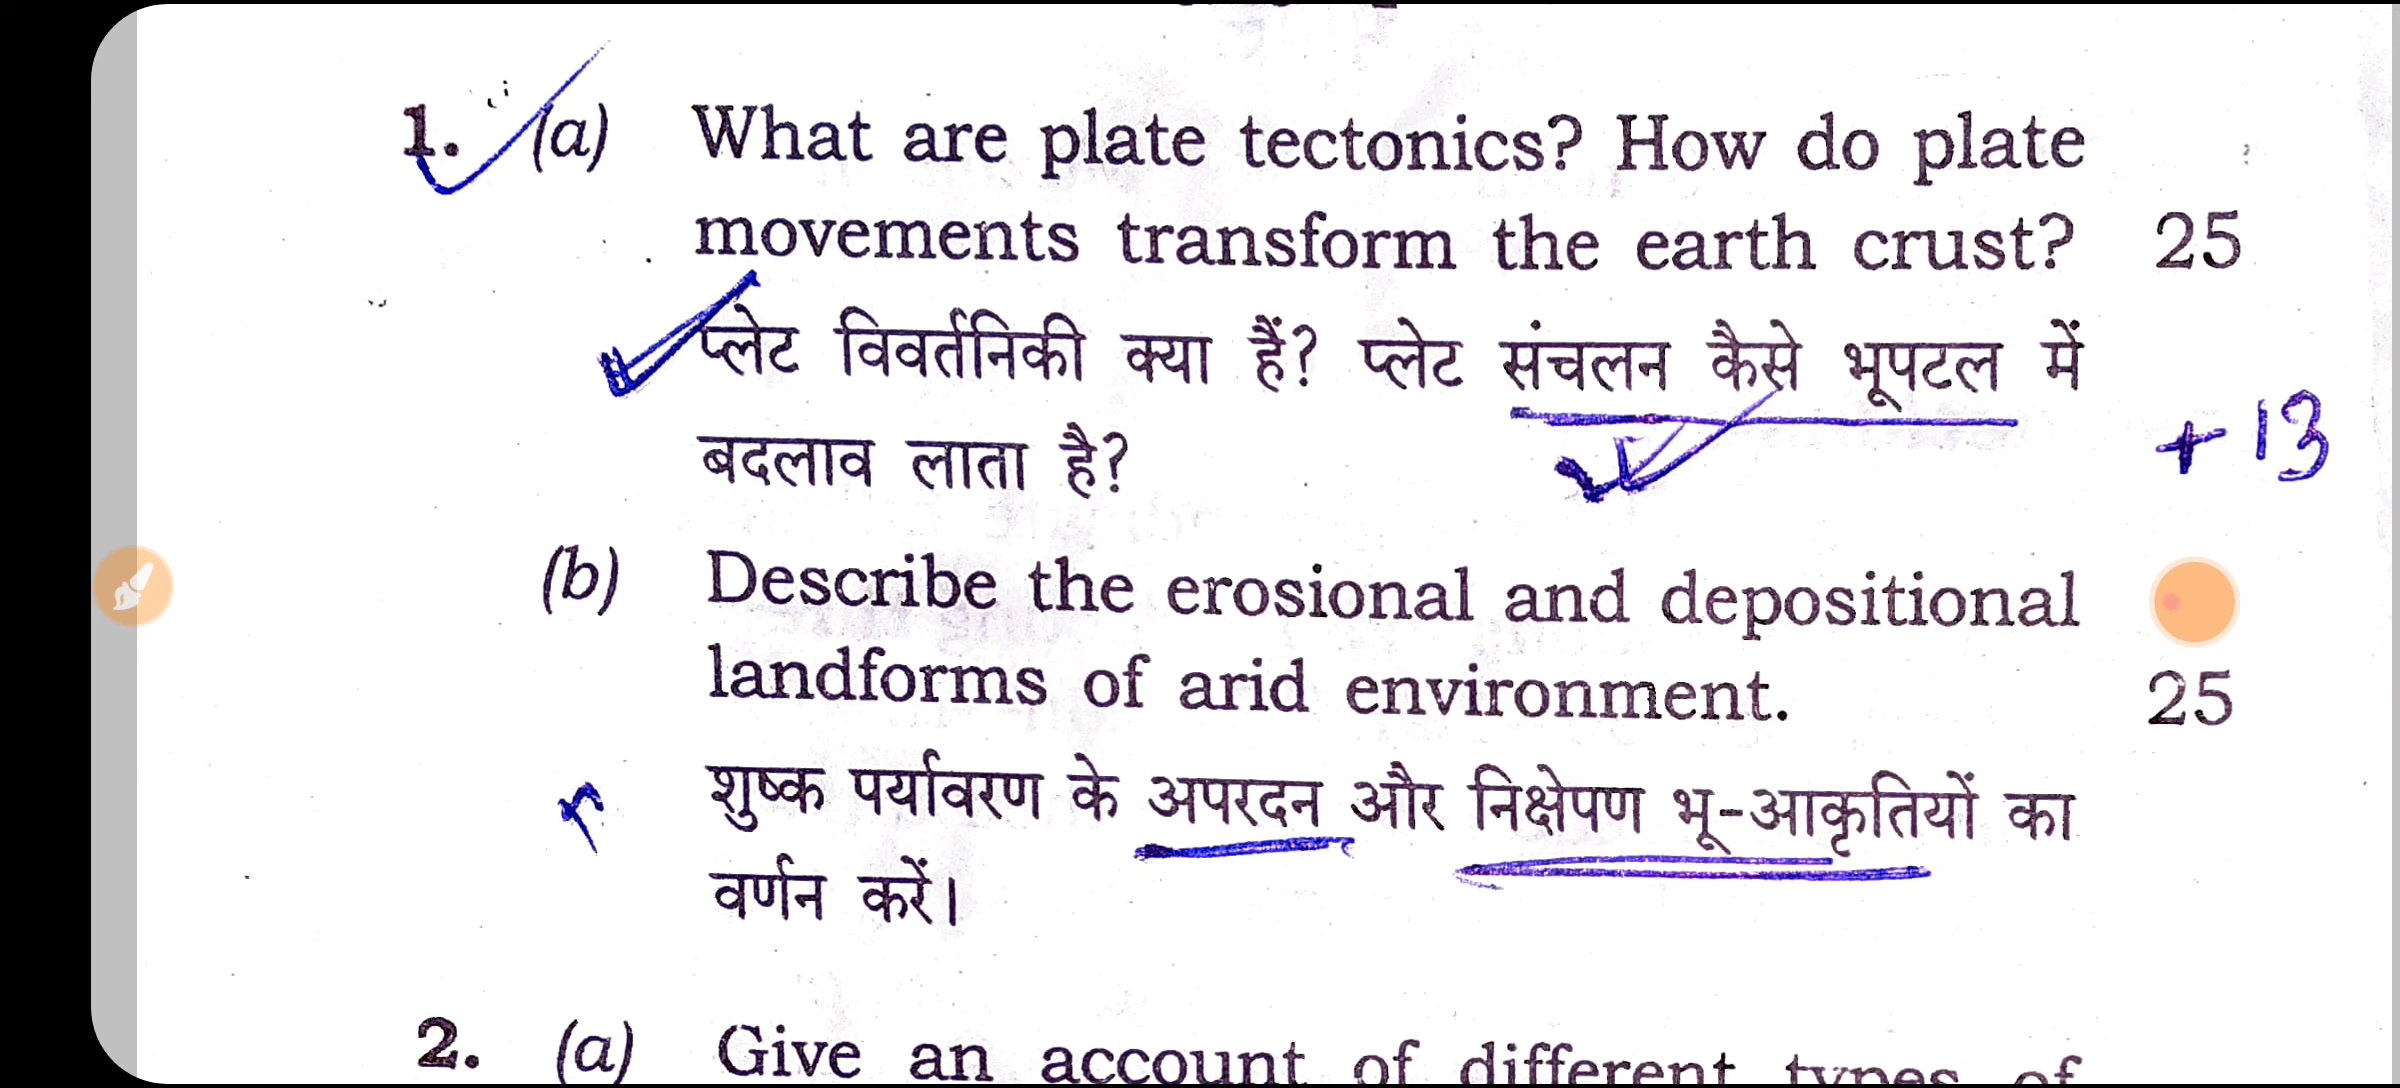 1. (a) What are plate tectonics? How do plate
movements transform the earth crust? 25
प्लेट विवर्तनिकी क्या हैं? प्लेट संचलन कैसे भूपटल में
बदलाव लाता है?
+ 13
(b) Describe the erosional and depositional
landforms of arid environment. 25
शुष्क पर्यावरण के अपरदन और निक्षेपण भू-आकृतियों का
वर्णन करें।
2. (a) Give an account of different types of